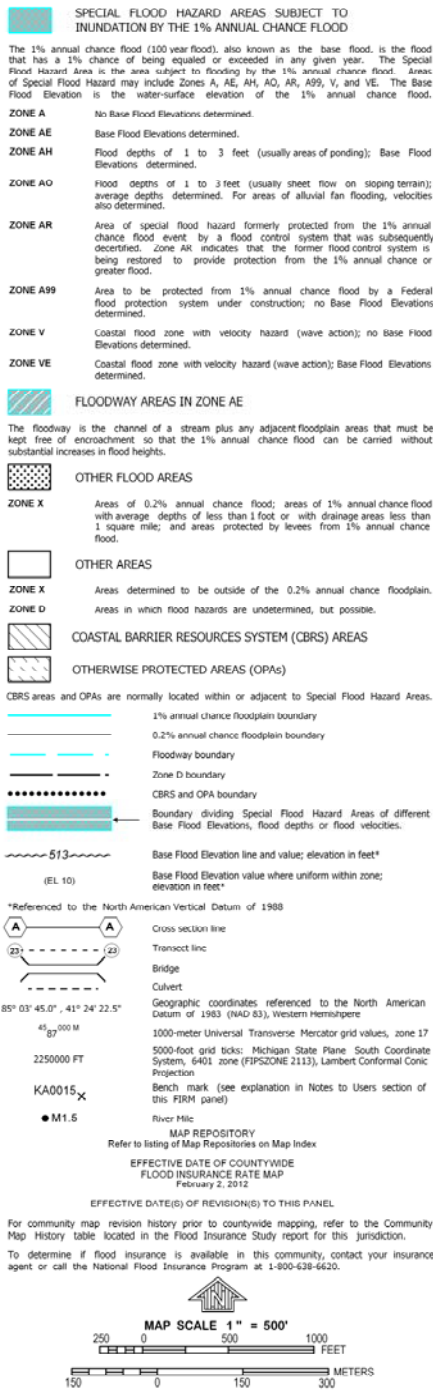 SPECIAL FLOOD HAZARD AREAS SUBJECT TO
INUNDATION BY THE 1% ANNUAL CHANCE FLOOD
The 1% annual chance flood (100 year flood), also known as the base flood, is the flood
that has a 1% chance of being equaled or exceeded in any given year. The Special
Flood Hazard Area is the area subject to flooding by the 1% annual chance flood. Areas
of Special Flood Hazard may include Zones A, AE, AH, AO, AR, A99, V, and VE. The Base
Flood Elevation is the water-surface elevation of the 1% annual chance flood.
ZONE A No Base Flood Elevations determined.
ZONE AE Base Flood Elevations determined.
ZONE AH Flood depths of 1 to 3 feet (usually areas of ponding); Base Flood
Elevations determined.
ZONE AO Flood depths of 1 to 3 feet (usually sheet flow on sloping terrain);
average depths determined. For areas of alluvial fan flooding, velocities
also determined.
ZONE AR Area of special flood hazard formerly protected from the 1% annual
chance flood event by a flood control system that was subsequently
decertified. Zone AR indicates that the former flood control system is
being restored to provide protection from the 1% annual chance or
greater flood.
ZONE A99 Area to be protected from 1% annual chance flood by a Federal
flood protection system under construction; no Base Flood Elevations
determined.
ZONE V Coastal flood zone with velocity hazard (wave action); no Base Flood
Elevations determined.
ZONE VE Coastal flood zone with velocity hazard (wave action); Base Flood Elevations
determined.
FLOODWAY AREAS IN ZONE AE
The floodway is the channel of a stream plus any adjacent floodplain areas that must be
kept free of encroachment so that the 1% annual chance flood can be carried without
substantial increases in flood heights.
OTHER FLOOD AREAS
ZONE X Areas of 0.2% annual chance flood; areas of 1% annual chance flood
with average depths of less than 1 foot or with drainage areas less than
1 square mile; and areas protected by levees from 1% annual chance
flood.
OTHER AREAS
ZONE X Areas determined to be outside of the 0.2% annual chance floodplain.
ZONE D Areas in which flood hazards are undetermined, but possible.
COASTAL BARRIER RESOURCES SYSTEM (CBRS) AREAS
OTHERWISE PROTECTED AREAS (OPAs)
CBRS areas and OPAs are normally located within or adjacent to Special Flood Hazard Areas.
1% annual chance floodplain boundary
0.2% annual chance floodplain boundary
Floodway boundary
Zone D boundary
CBRS and OPA boundary
Boundary dividing Special Flood Hazard Areas of different
Base Flood Elevations, flood depths or flood velocities.
513 Base Flood Elevation line and value; elevation in feet*
(EL 10) Base Flood Elevation value where uniform within zone;
elevation in feet*
*Referenced to the North American Vertical Datum of 1988
A A Cross section line
23 23 Transect line
Bridge
Culvert
85° 03' 45.0" , 41° 24' 22.5" Geographic coordinates referenced to the North American
Datum of 1983 (NAD 83), Western Hemishpere
45 87 000 M 1000-meter Universal Transverse Mercator grid values, zone 17
2250000 FT 5000-foot grid ticks: Michigan State Plane South Coordinate
System, 6401 zone (FIPSZONE 2113), Lambert Conformal Conic
Projection
KA0015 X Bench mark (see explanation in Notes to Users section of
this FIRM panel)
M1.5 River Mile
MAP REPOSITORY
Refer to listing of Map Repositories on Map Index
EFFECTIVE DATE OF COUNTYWIDE
FLOOD INSURANCE RATE MAP
February 2, 2012
EFFECTIVE DATE(S) OF REVISION(S) TO THIS PANEL
For community map revision history prior to countywide mapping, refer to the Community
Map History table located in the Flood Insurance Study report for this jurisdiction.
To determine if flood insurance is available in this community, contact your insurance
agent or call the National Flood Insurance Program at 1-800-638-6620.
N
MAP SCALE 1" = 500'
250 0 500 1000
FEET
METERS
150 0 150 300